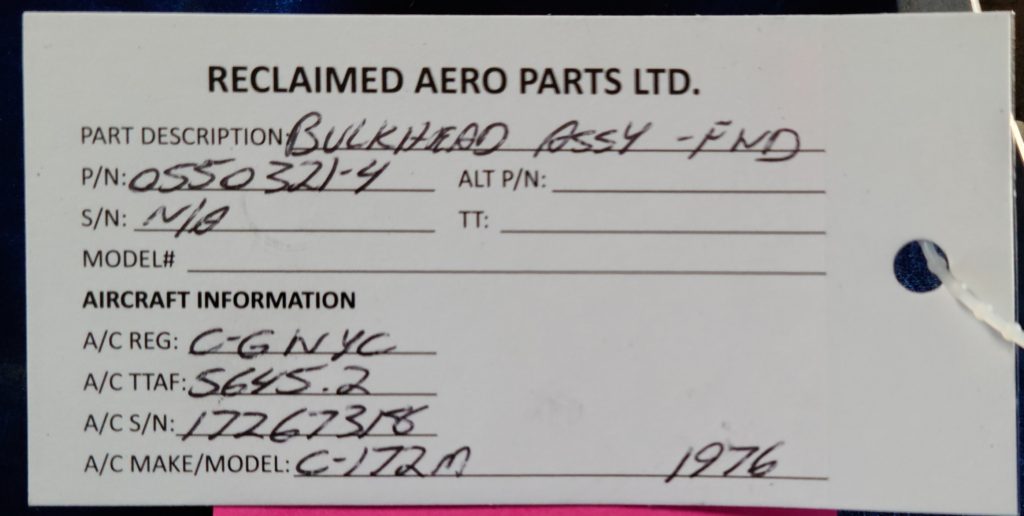 RECLAIMED AERO PARTS LTD.
PART DESCRIPTION: BULKHEAD ASSY -FWD
P/N: 0550321-4 ALT P/N:
S/N: N/A TT:
MODEL#
AIRCRAFT INFORMATION
A/C REG: C-GWYC
A/C TTAF: 5645.2
A/C S/N: 17267318
A/C MAKE/MODEL: C-172M 1976